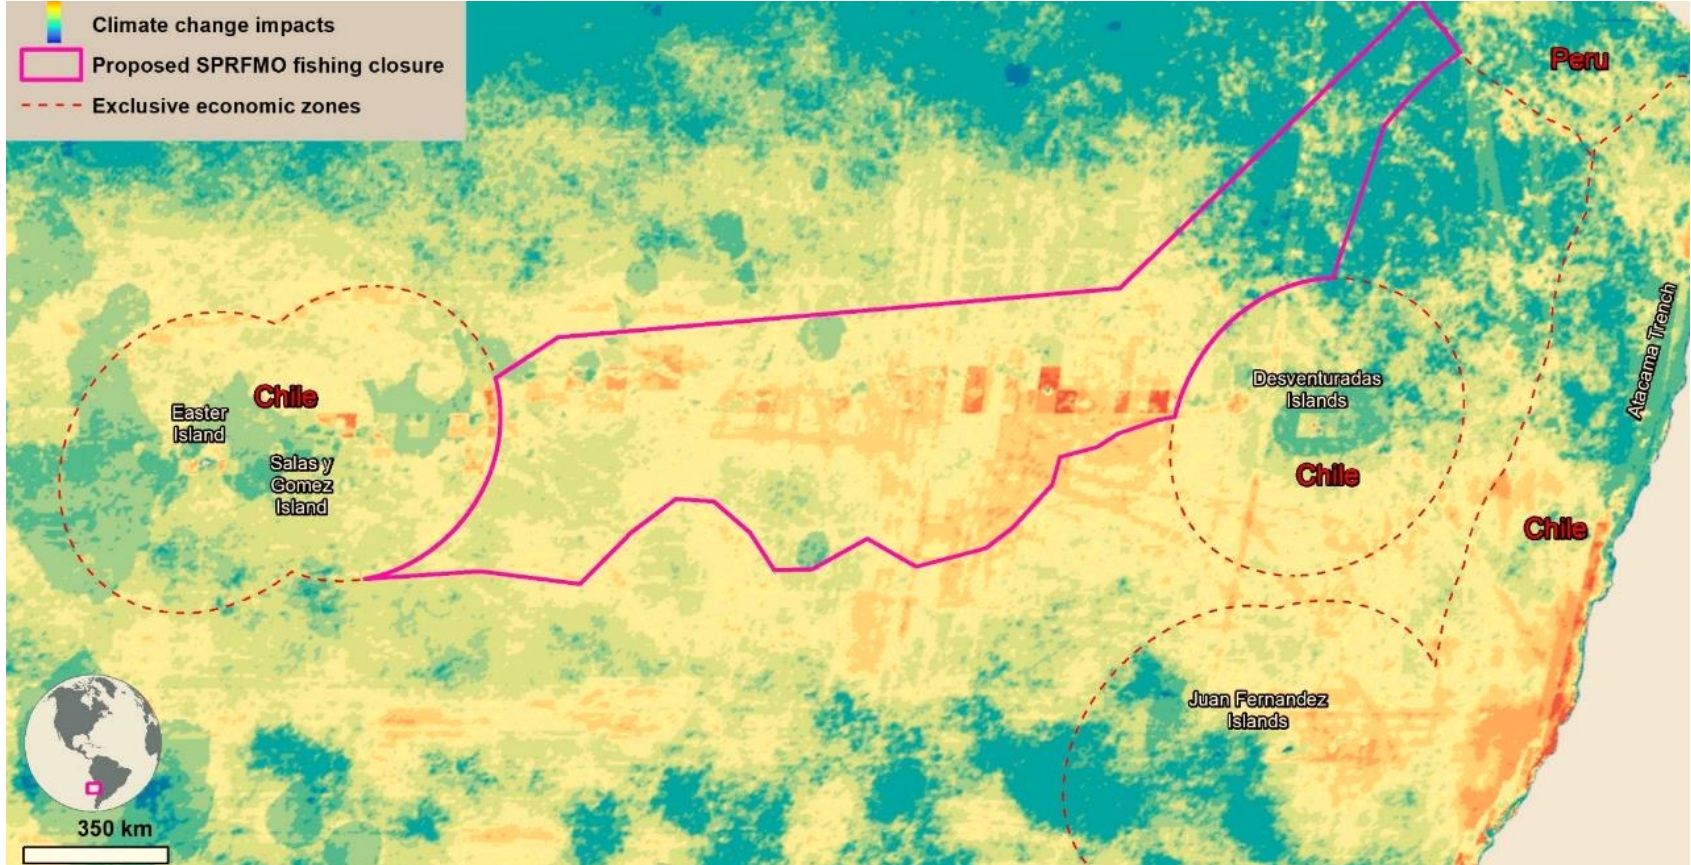 Climate change impacts
Proposed SPRFMO fishing closure
Exclusive economic zones
Peru
Atacama Trench
Chile
Easter
Island
Salas y
Gomez
Island
Desventuradas
Islands
Chile
Chile
Juan Fernandez
Islands
350 km